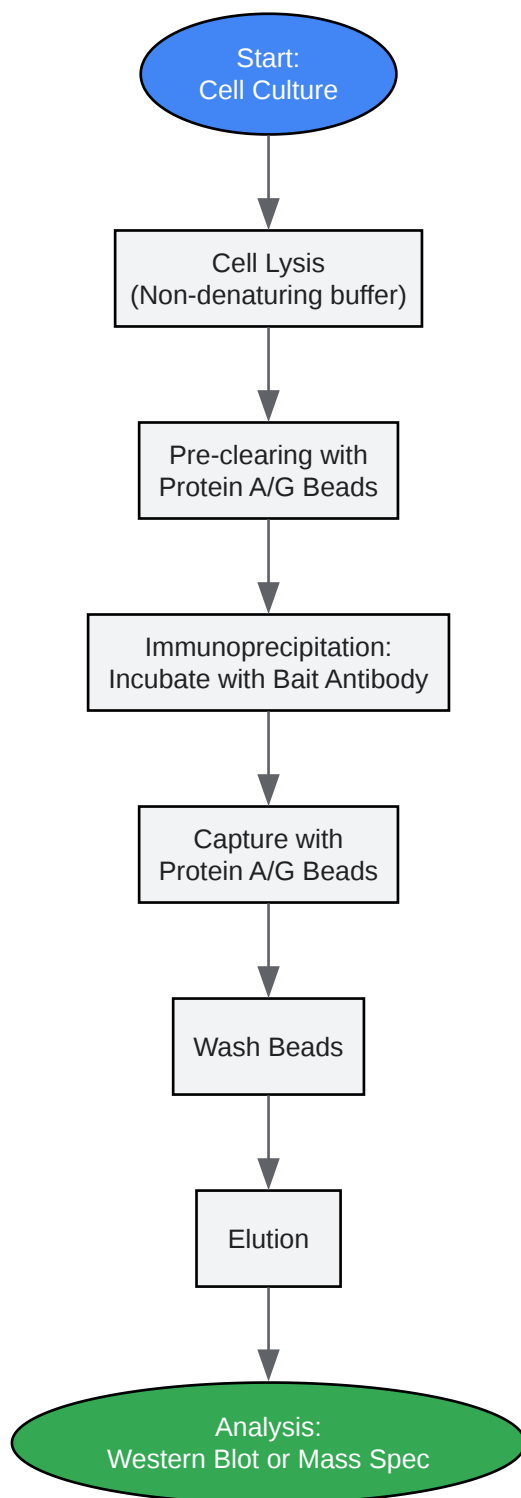 Start:
Cell Culture
Cell Lysis
(Non-denaturing buffer)
Pre-clearing with
Protein A/G Beads
Immunoprecipitation:
Incubate with Bait Antibody
Capture with
Protein A/G Beads
Wash Beads
Elution
Analysis:
Western Blot or Mass Spec